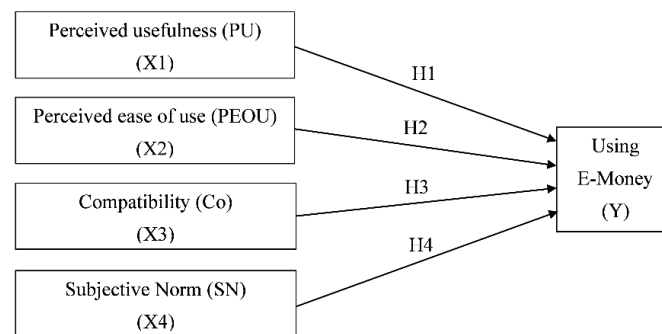 Perceived usefulness (PU)
(X1)
H1
Perceived ease of use (PEOU)
(X2)
H2
Compatibility (Co)
(X3)
H3
Subjective Norm (SN)
(X4)
H4
Using
E-Money
(Y)